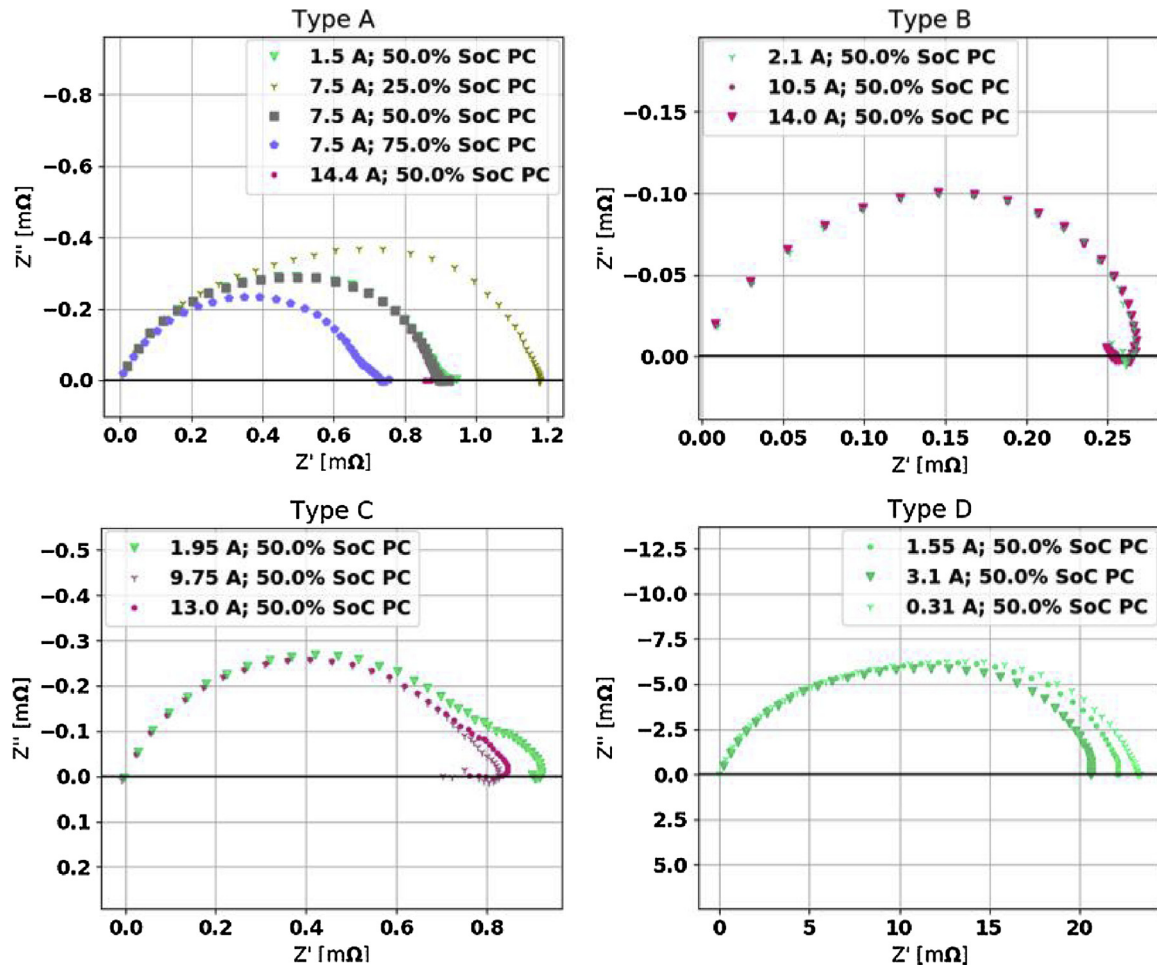 Type A
1.5 A; 50.0% SoC PC
7.5 A; 25.0% SoC PC
7.5 A; 50.0% SoC PC
7.5 A; 75.0% SoC PC
14.4 A; 50.0% SoC PC
−0.8
−0.6
−0.4
−0.2
0.0
Z'' [mΩ]
0.0 0.2 0.4 0.6 0.8 1.0 1.2
Z' [mΩ]
Type B
2.1 A; 50.0% SoC PC
10.5 A; 50.0% SoC PC
14.0 A; 50.0% SoC PC
−0.15
−0.10
−0.05
0.00
Z'' [mΩ]
0.00 0.05 0.10 0.15 0.20 0.25
Z' [mΩ]
Type C
1.95 A; 50.0% SoC PC
9.75 A; 50.0% SoC PC
13.0 A; 50.0% SoC PC
−0.5
−0.4
−0.3
−0.2
−0.1
0.0
0.1
0.2
Z'' [mΩ]
0.0 0.2 0.4 0.6 0.8
Z' [mΩ]
Type D
1.55 A; 50.0% SoC PC
3.1 A; 50.0% SoC PC
0.31 A; 50.0% SoC PC
−12.5
−10.0
−7.5
−5.0
−2.5
0.0
2.5
5.0
Z'' [mΩ]
0 5 10 15 20
Z' [mΩ]